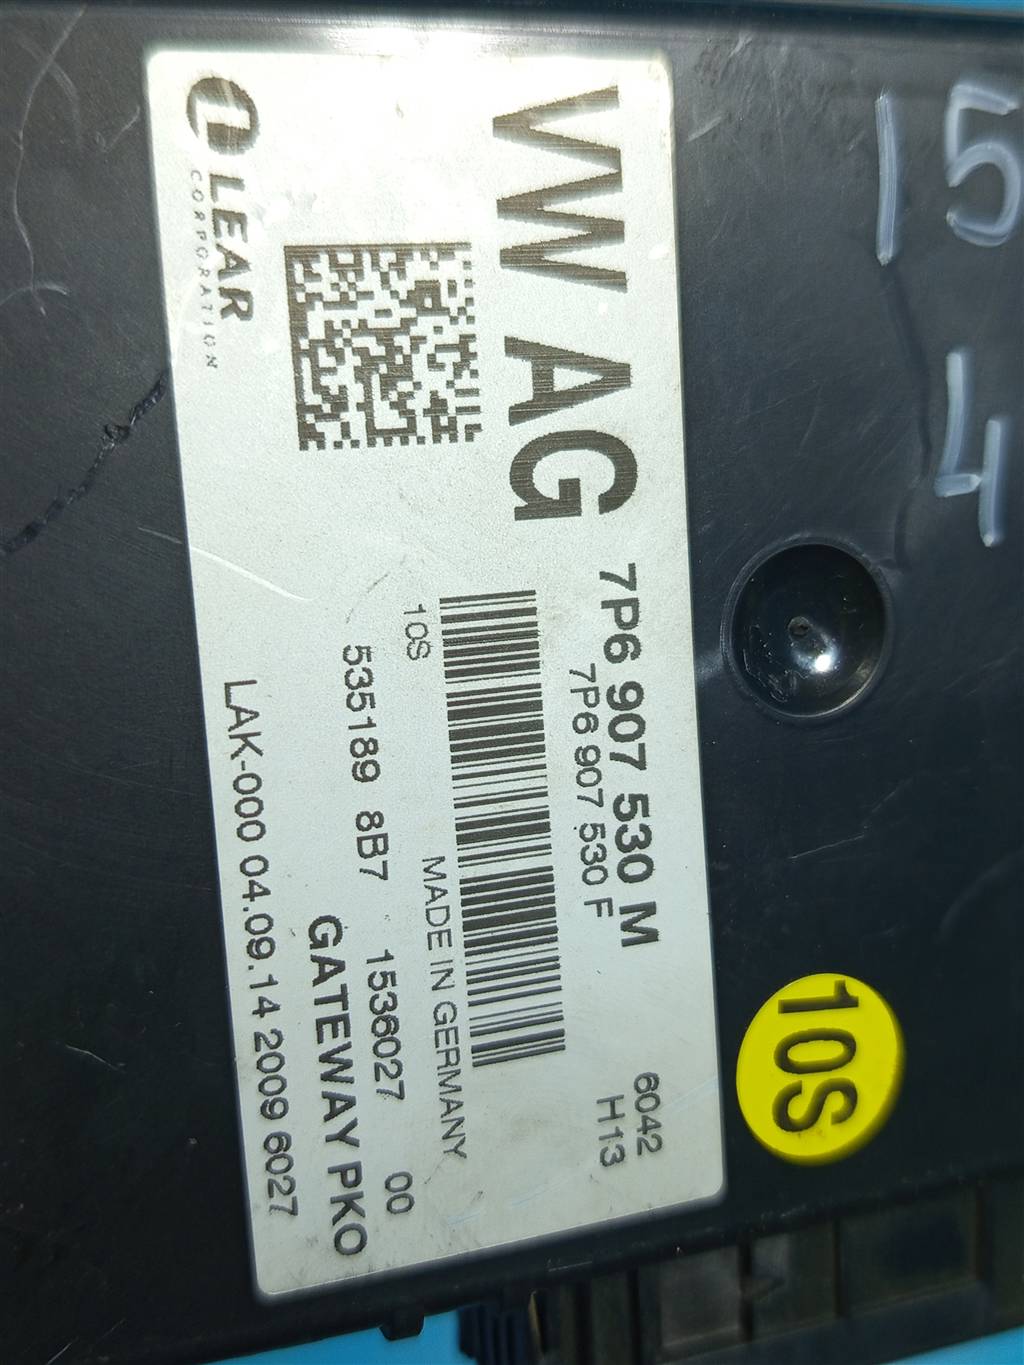 15
4
10S
VW AG
7P6 907 530 M
7P6 907 530 F
6042
H13
10S
MADE IN GERMANY
535189 8B7 1536027 00
GATEWAY PKO
LAK-000 04.09.14 2009 6027
LEAR
CORPORATION